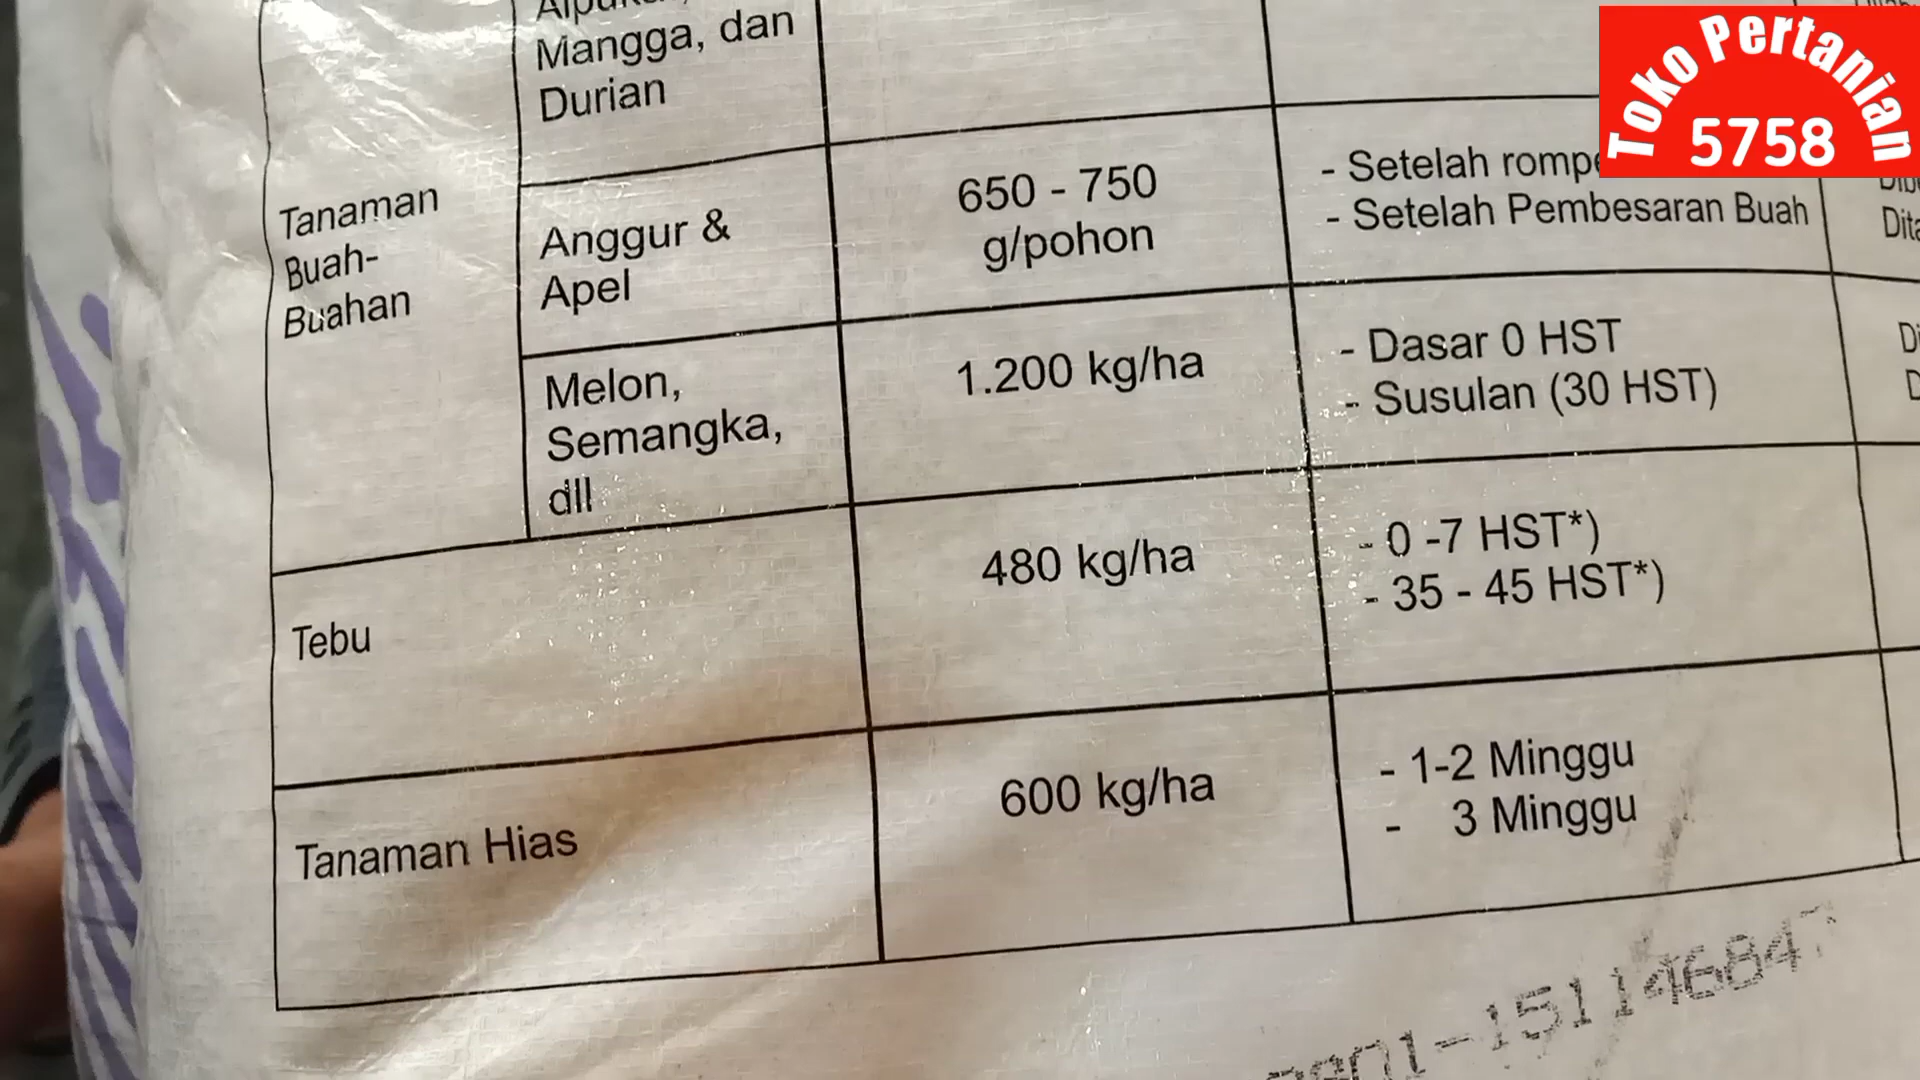 Mangga, dan
Durian
Tanaman
Buah-
Buahan
Anggur &
Apel
650 - 750
g/pohon
- Setelah
- Setelah Pembesaran Buah
Melon,
Semangka,
dll
1.200 kg/ha
- Dasar 0 HST
- Susulan (30 HST)
Tebu
480 kg/ha
- 0 -7 HST*)
- 35 - 45 HST*)
Tanaman Hias
600 kg/ha
- 1-2 Minggu
- 3 Minggu
Toko Pertanian
5758